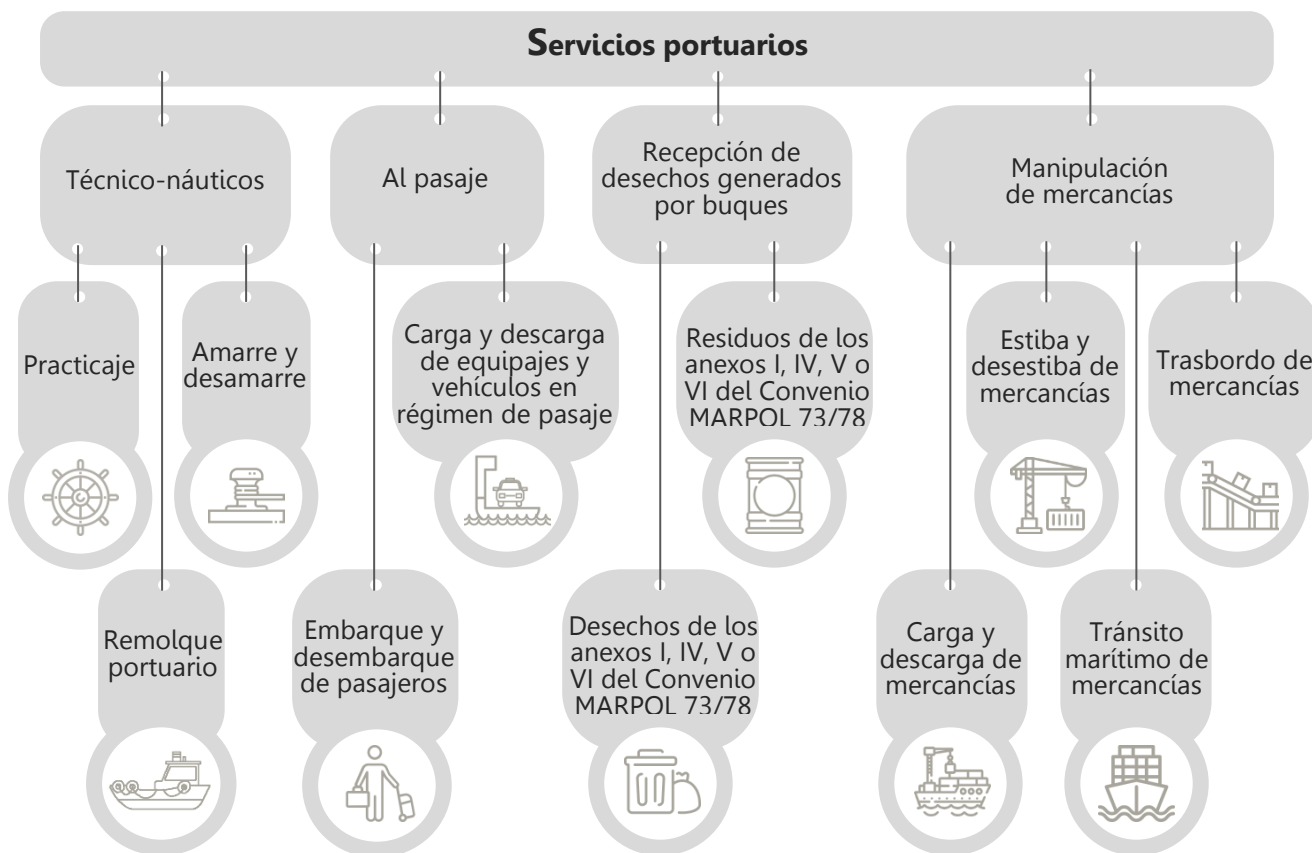 Servicios portuarios
Técnico-náuticos
Al pasaje
Recepción de
desechos generados
por buques
Manipulación
de mercancías
Practicaje
Amarre y
desamarre
Carga y descarga
de equipajes y
vehículos en
régimen de pasaje
Residuos de los
anexos I, IV, V o
VI del Convenio
MARPOL 73/78
Estiba y
desestiba de
mercancías
Trasbordo de
mercancías
Remolque
portuario
Embarque y
desembarque
de pasajeros
Desechos de los
anexos I, IV, V o
VI del Convenio
MARPOL 73/78
Carga y
descarga de
mercancías
Tránsito
marítimo de
mercancías